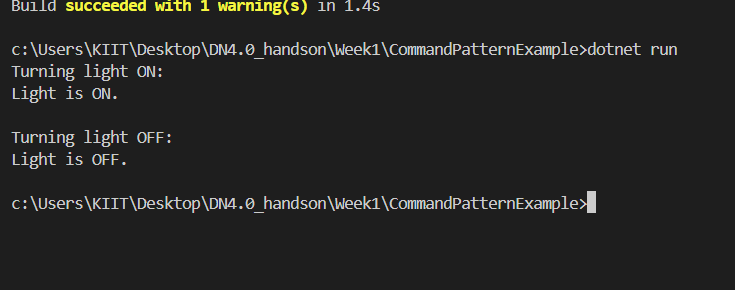 Build succeeded with 1 warning(s) in 1.4s
c:\Users\KIIT\Desktop\DN4.0_handson\Week1\CommandPatternExample>dotnet run
Turning light ON:
Light is ON.
Turning light OFF:
Light is OFF.
c:\Users\KIIT\Desktop\DN4.0_handson\Week1\CommandPatternExample>